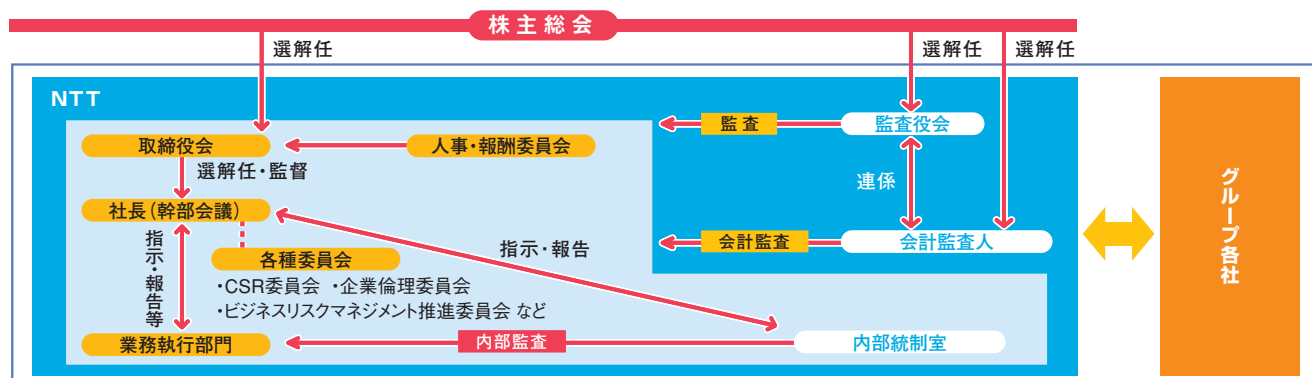 株主総会
選解任
選解任
選解任
NTT
監査
監査役会
取締役会
人事・報酬委員会
選解任・監督
連係
社長(幹部会議)
指示・報告
会計監査
会計監査人
指示・報告等
各種委員会
・CSR委員会 ・企業倫理委員会
・ビジネスリスクマネジメント推進委員会 など
業務執行部門
内部監査
内部統制室
グループ各社